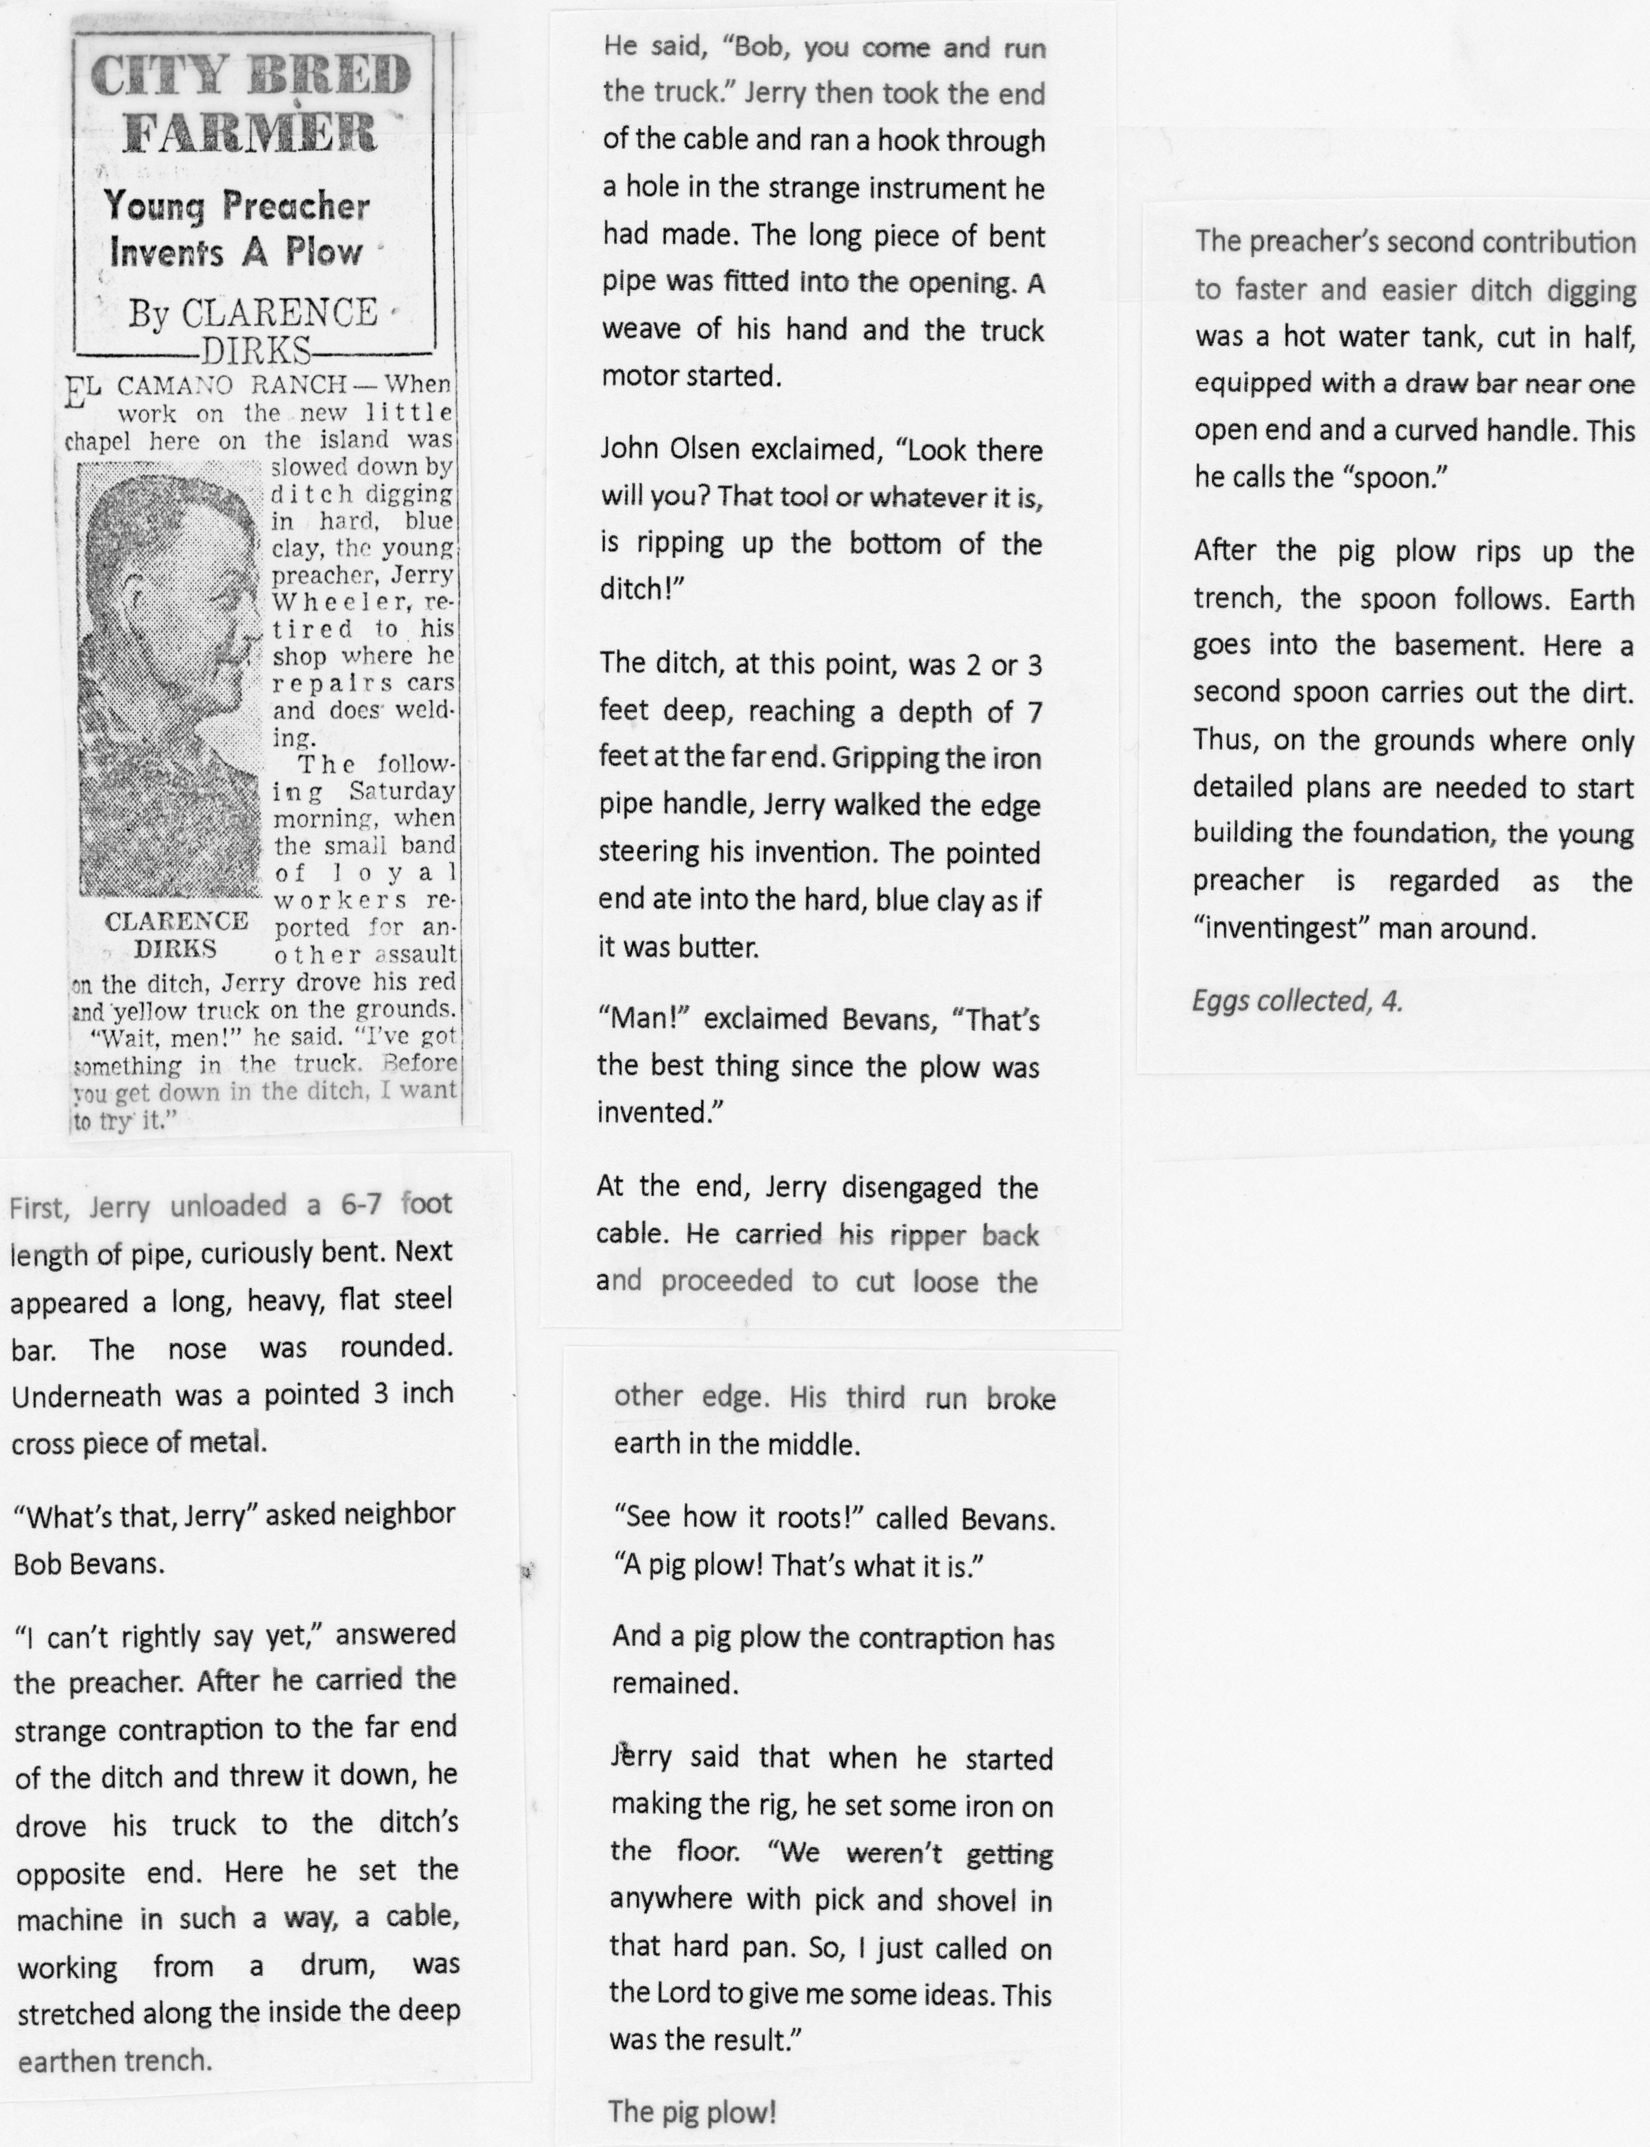 CITY BRED
FARMER
Young Preacher
Invents A Plow
By CLARENCE
DIRKS
EL CAMANO RANCH — When
work on the new little
chapel here on the island was
slowed down by
ditch digging
in hard, blue
clay, the young
preacher, Jerry
Wheeler, re-
tired to his
shop where he
repairs cars
and does weld-
ing.
The follow-
ing Saturday
morning, when
the small band
of loyal
workers re-
ported for an-
other assault
CLARENCE
DIRKS
on the ditch, Jerry drove his red
and yellow truck on the grounds.
"Wait, men!" he said. "I've got
something in the truck. Before
you get down in the ditch, I want
to try it."
First, Jerry unloaded a 6-7 foot
length of pipe, curiously bent. Next
appeared a long, heavy, flat steel
bar. The nose was rounded.
Underneath was a pointed 3 inch
cross piece of metal.
“What’s that, Jerry” asked neighbor
Bob Bevans.
“I can’t rightly say yet,” answered
the preacher. After he carried the
strange contraption to the far end
of the ditch and threw it down, he
drove his truck to the ditch’s
opposite end. Here he set the
machine in such a way, a cable,
working from a drum, was
stretched along the inside the deep
earthen trench.
He said, “Bob, you come and run
the truck.” Jerry then took the end
of the cable and ran a hook through
a hole in the strange instrument he
had made. The long piece of bent
pipe was fitted into the opening. A
weave of his hand and the truck
motor started.
John Olsen exclaimed, “Look there
will you? That tool or whatever it is,
is ripping up the bottom of the
ditch!”
The ditch, at this point, was 2 or 3
feet deep, reaching a depth of 7
feet at the far end. Gripping the iron
pipe handle, Jerry walked the edge
steering his invention. The pointed
end ate into the hard, blue clay as if
it was butter.
“Man!” exclaimed Bevans, “That’s
the best thing since the plow was
invented.”
At the end, Jerry disengaged the
cable. He carried his ripper back
and proceeded to cut loose the
other edge. His third run broke
earth in the middle.
“See how it roots!” called Bevans.
“A pig plow! That’s what it is.”
And a pig plow the contraption has
remained.
Jerry said that when he started
making the rig, he set some iron on
the floor. “We weren’t getting
anywhere with pick and shovel in
that hard pan. So, I just called on
the Lord to give me some ideas. This
was the result.”
The pig plow!
The preacher’s second contribution
to faster and easier ditch digging
was a hot water tank, cut in half,
equipped with a draw bar near one
open end and a curved handle. This
he calls the “spoon.”
After the pig plow rips up the
trench, the spoon follows. Earth
goes into the basement. Here a
second spoon carries out the dirt.
Thus, on the grounds where only
detailed plans are needed to start
building the foundation, the young
preacher is regarded as the
“inventingest” man around.
Eggs collected, 4.